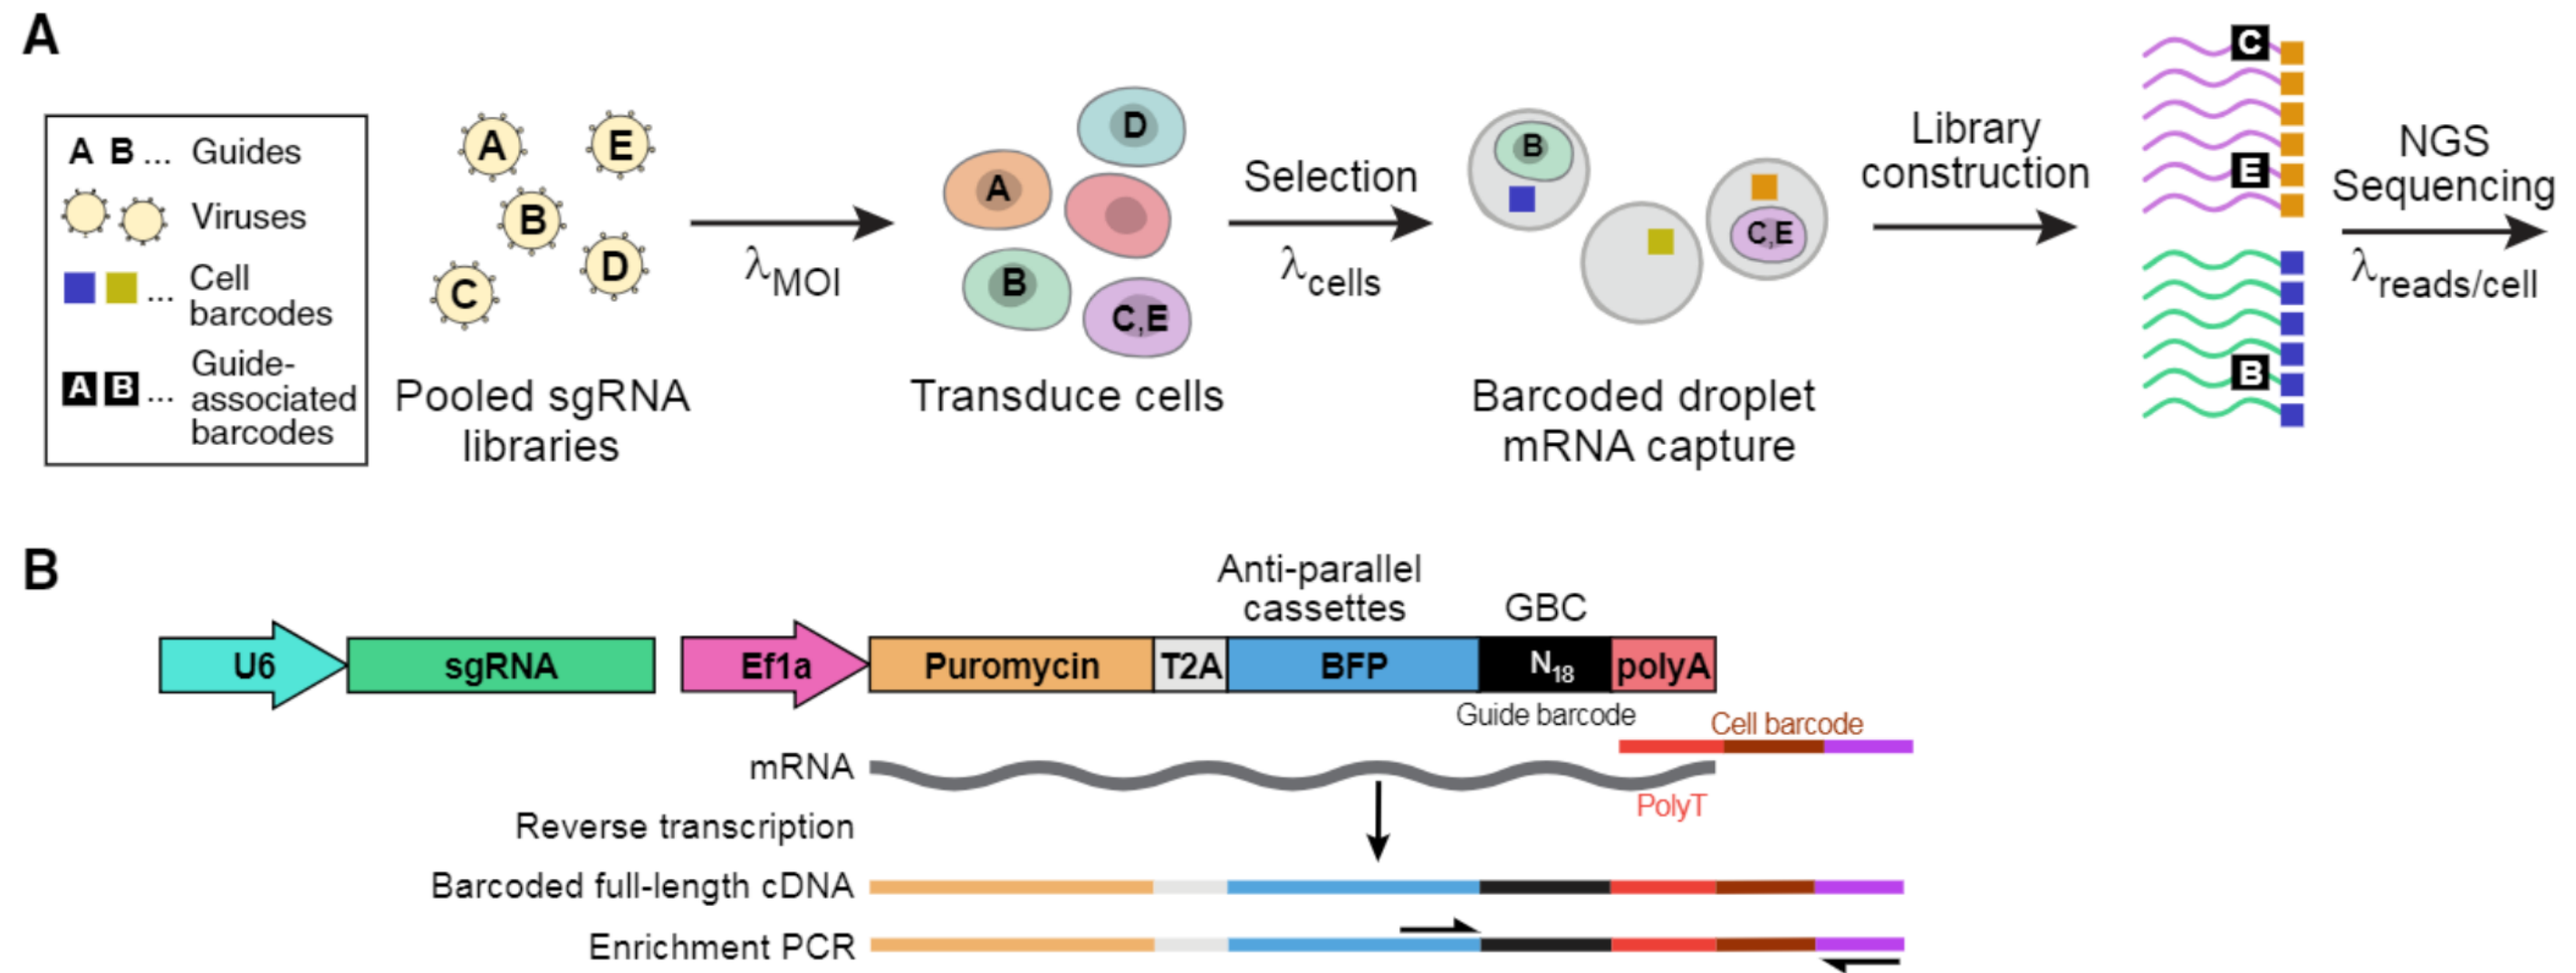 A
A B ... Guides
Viruses
... Cell
barcodes
A B ... Guide-
associated
barcodes
A
E
B
D
C
Pooled sgRNA
libraries
λMOI
D
A
B
C,E
Transduce cells
Selection
λcells
B
C,E
Barcoded droplet
mRNA capture
Library
construction
C
E
B
NGS
Sequencing
λreads/cell
B
Anti-parallel
cassettes
GBC
U6
sgRNA
Ef1a
Puromycin
T2A
BFP
N18
polyA
Guide barcode
Cell barcode
mRNA
PolyT
Reverse transcription
Barcoded full-length cDNA
Enrichment PCR